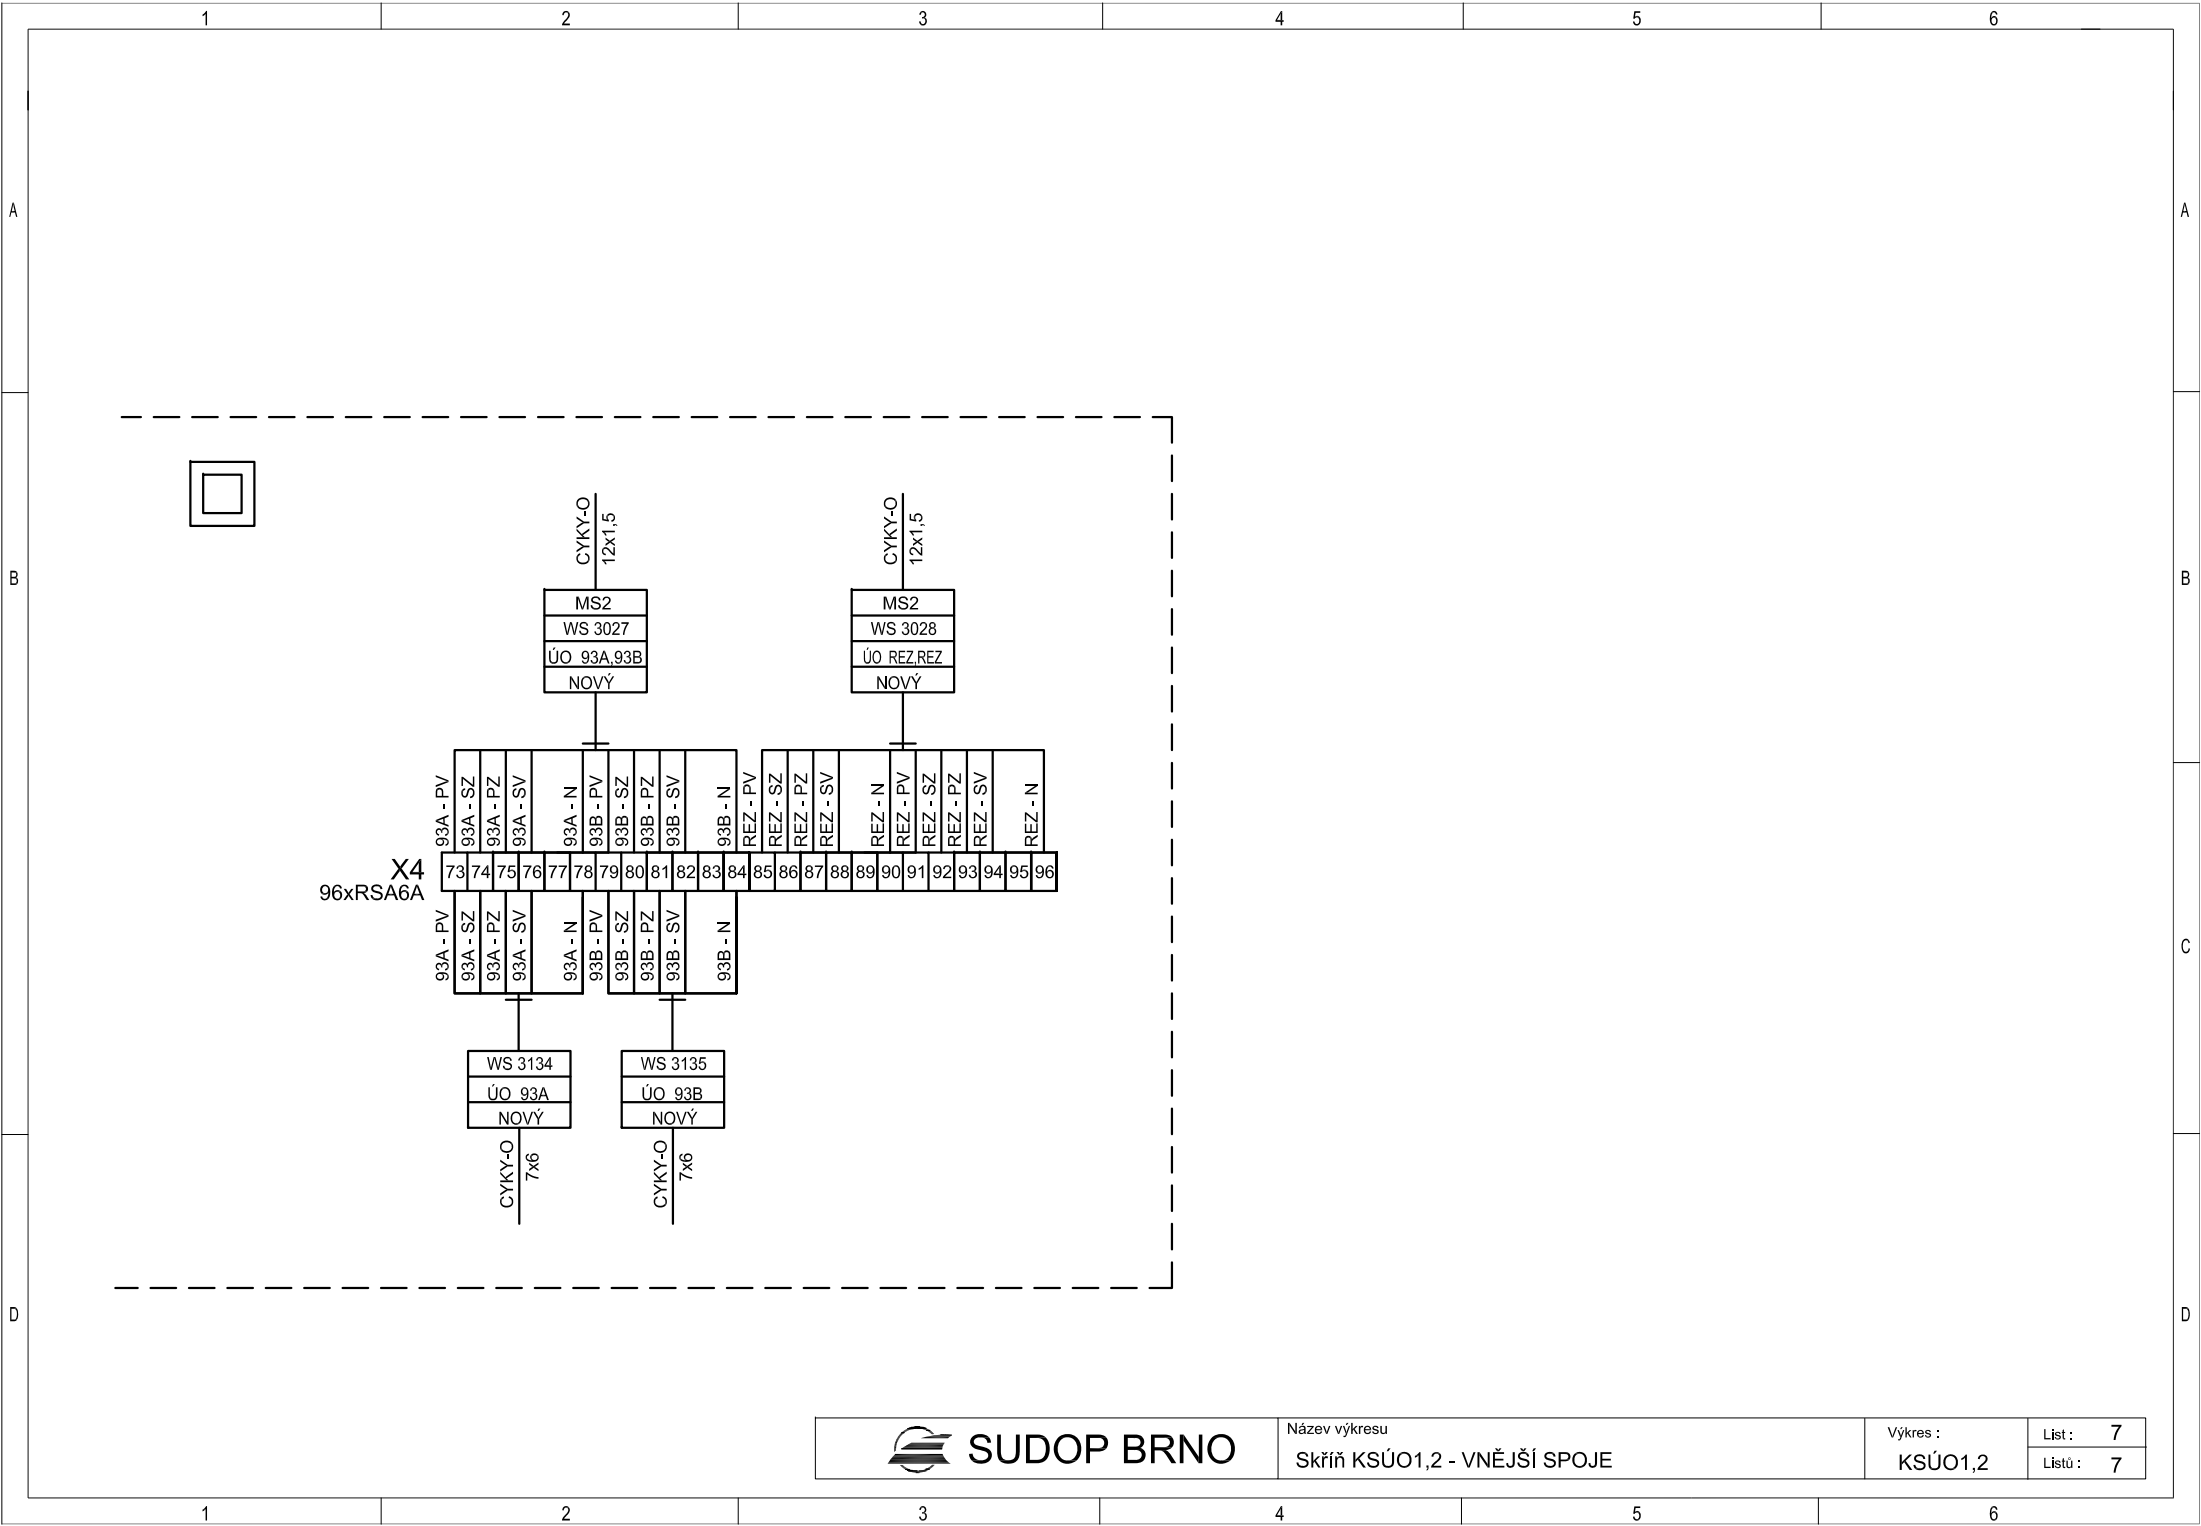 1 2 3 4 5 6
A A
B B
C
D D
CYKY-O
12x1,5
CYKY-O
12x1,5
MS2
WS 3027
ÚO 93A,93B
NOVÝ
MS2
WS 3028
ÚO REZ,REZ
NOVÝ
93A - PV
93A - SZ
93A - PZ
93A - SV
93A - N
93B - PV
93B - SZ
93B - PZ
93B - SV
93B - N
REZ - PV
REZ - SZ
REZ - PZ
REZ - SV
REZ - N
REZ - PV
REZ - SZ
REZ - PZ
REZ - SV
REZ - N
X4
96xRSA6A
73 74 75 76 77 78 79 80 81 82 83 84 85 86 87 88 89 90 91 92 93 94 95 96
93A - PV
93A - SZ
93A - PZ
93A - SV
93A - N
93B - PV
93B - SZ
93B - PZ
93B - SV
93B - N
C
WS 3134
ÚO 93A
NOVÝ
WS 3135
ÚO 93B
NOVÝ
CYKY-O
7x6
CYKY-O
7x6
SUDOP BRNO
Název výkresu
Skříň KSÚO1,2 - VNĚJŠÍ SPOJE
Výkres :
KSÚO1,2
List : 7
Listů : 7
1 2 3 4 5 6